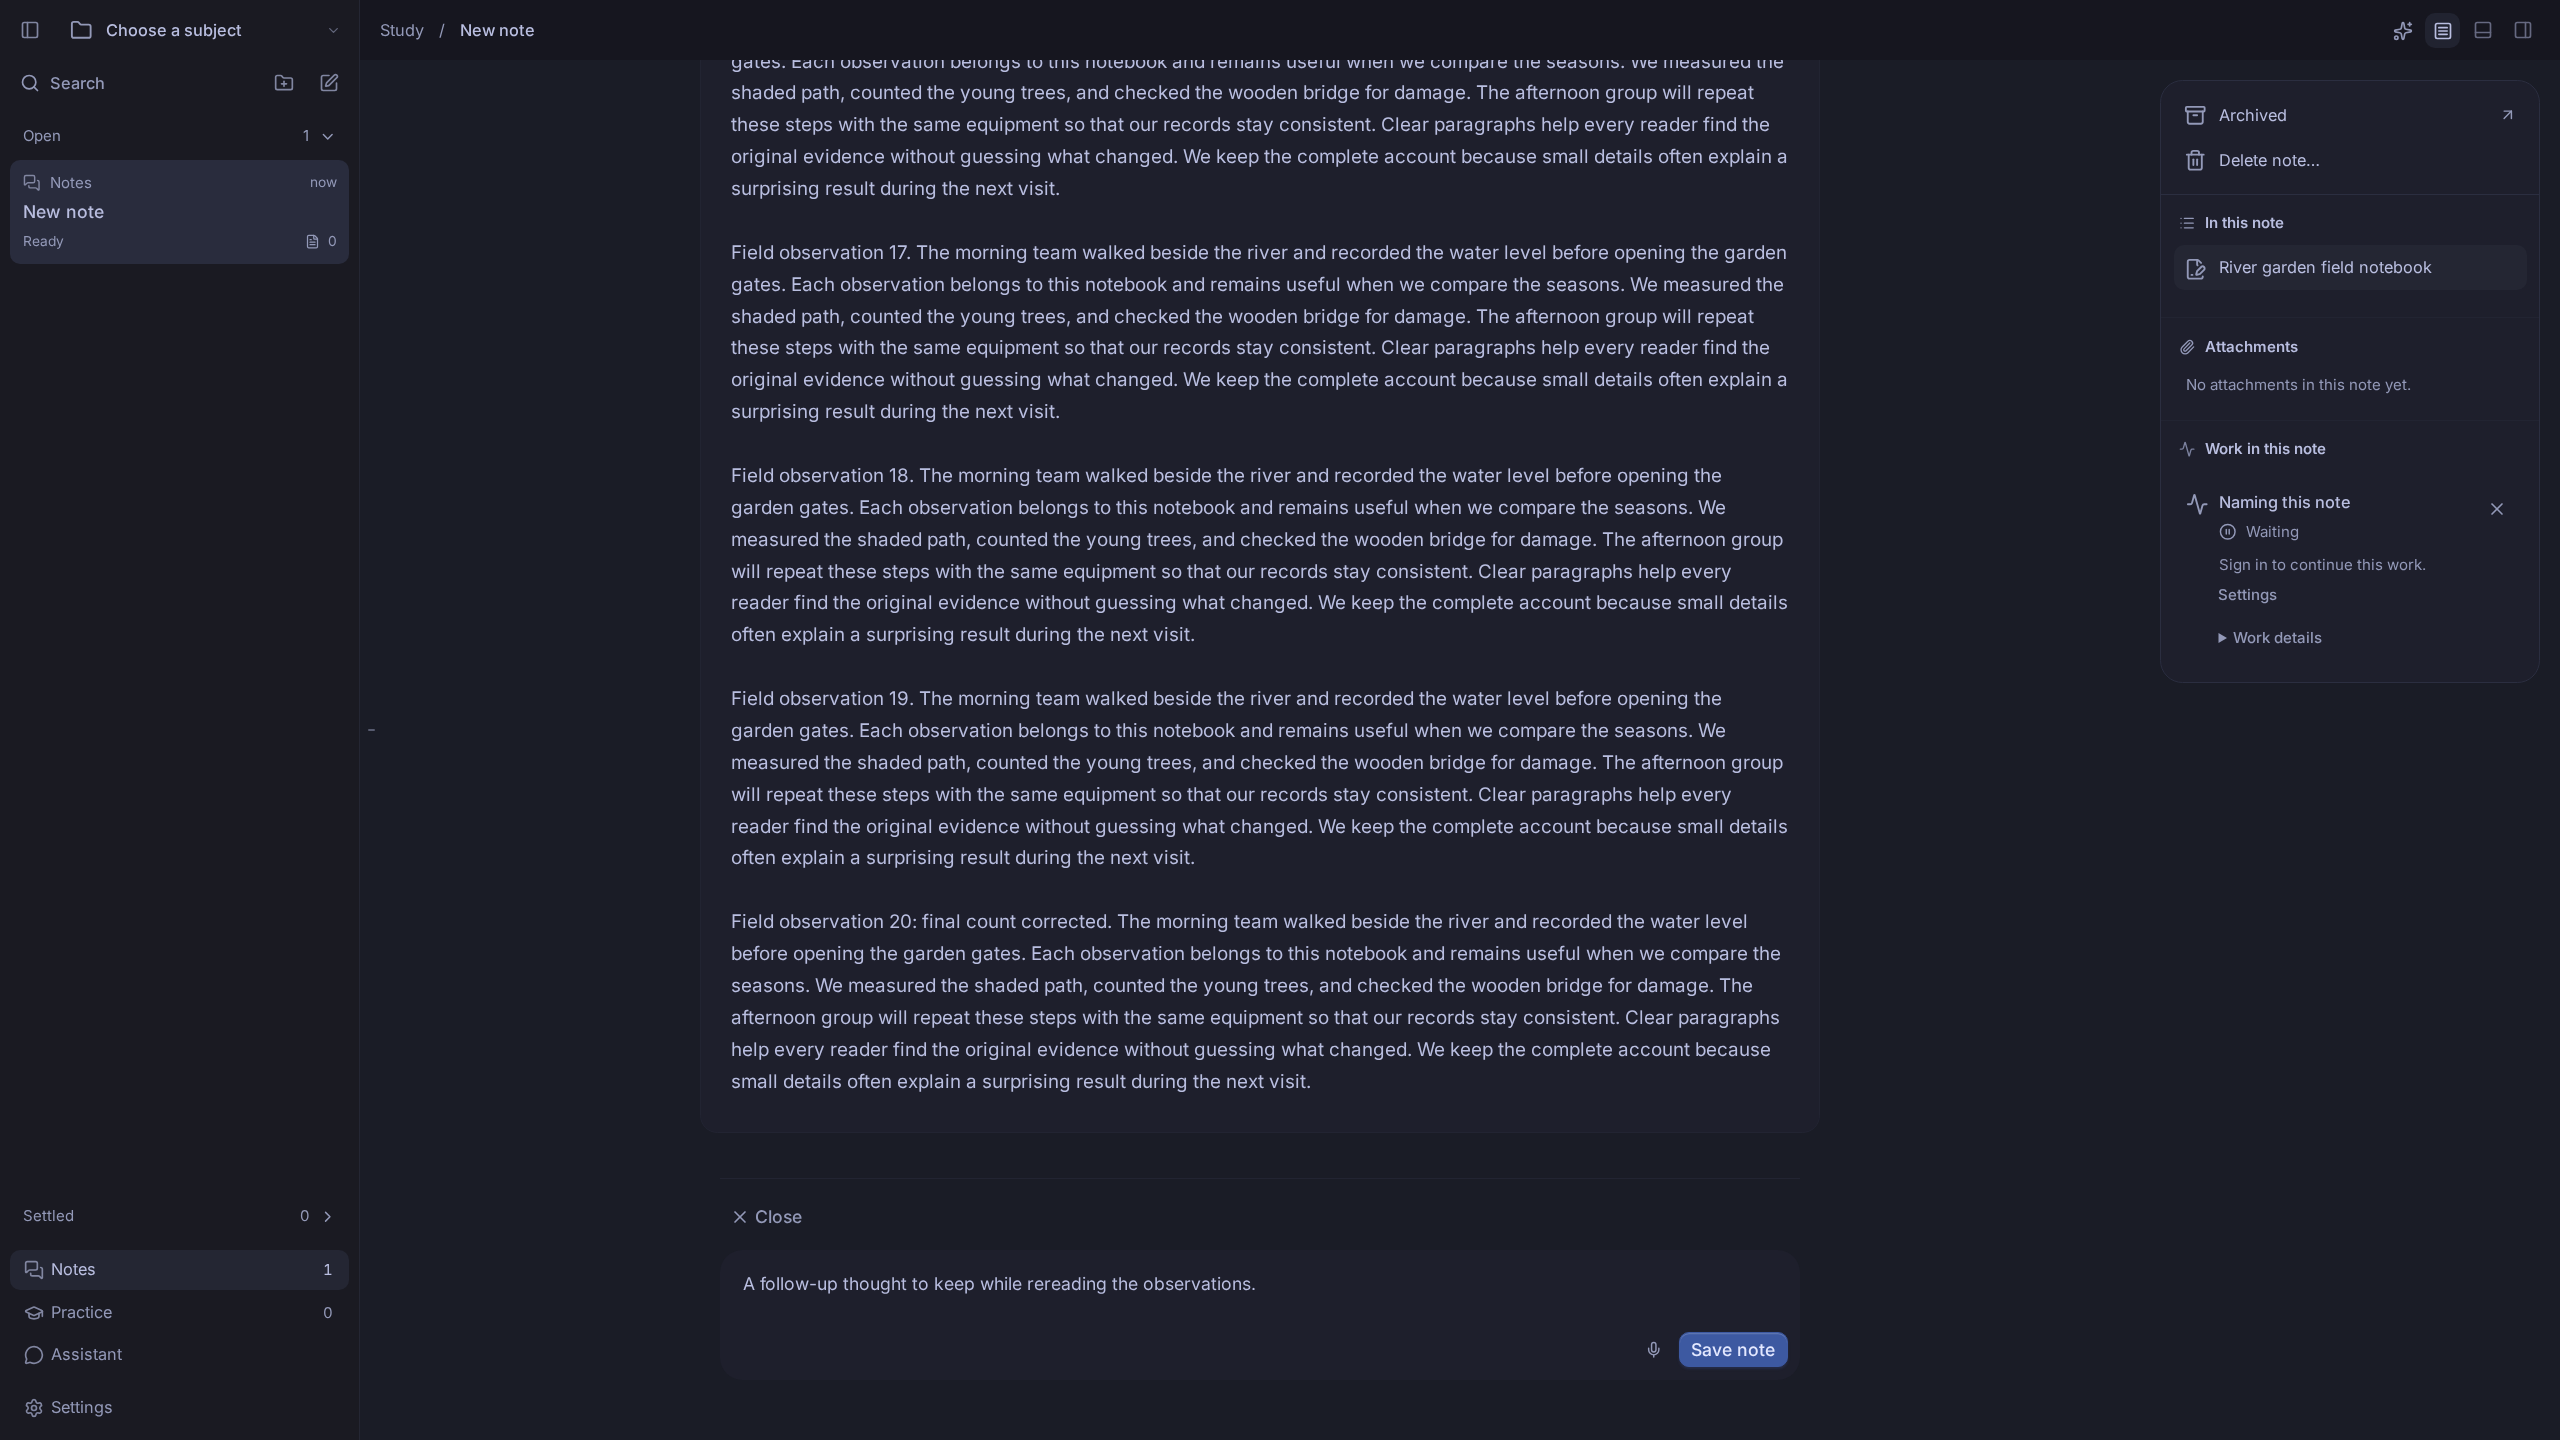 Choose a subject
Search
Open 1
Notes now
New note
Ready 0
Settled 0
Notes 1
Practice 0
Assistant
Settings
Study / New note
gates. Each observation belongs to this notebook and remains useful when we compare the seasons. We measured the
shaded path, counted the young trees, and checked the wooden bridge for damage. The afternoon group will repeat
these steps with the same equipment so that our records stay consistent. Clear paragraphs help every reader find the
original evidence without guessing what changed. We keep the complete account because small details often explain a
surprising result during the next visit.
Field observation 17. The morning team walked beside the river and recorded the water level before opening the garden
gates. Each observation belongs to this notebook and remains useful when we compare the seasons. We measured the
shaded path, counted the young trees, and checked the wooden bridge for damage. The afternoon group will repeat
these steps with the same equipment so that our records stay consistent. Clear paragraphs help every reader find the
original evidence without guessing what changed. We keep the complete account because small details often explain a
surprising result during the next visit.
Field observation 18. The morning team walked beside the river and recorded the water level before opening the
garden gates. Each observation belongs to this notebook and remains useful when we compare the seasons. We
measured the shaded path, counted the young trees, and checked the wooden bridge for damage. The afternoon group
will repeat these steps with the same equipment so that our records stay consistent. Clear paragraphs help every
reader find the original evidence without guessing what changed. We keep the complete account because small details
often explain a surprising result during the next visit.
Field observation 19. The morning team walked beside the river and recorded the water level before opening the
garden gates. Each observation belongs to this notebook and remains useful when we compare the seasons. We
measured the shaded path, counted the young trees, and checked the wooden bridge for damage. The afternoon group
will repeat these steps with the same equipment so that our records stay consistent. Clear paragraphs help every
reader find the original evidence without guessing what changed. We keep the complete account because small details
often explain a surprising result during the next visit.
Field observation 20: final count corrected. The morning team walked beside the river and recorded the water level
before opening the garden gates. Each observation belongs to this notebook and remains useful when we compare the
seasons. We measured the shaded path, counted the young trees, and checked the wooden bridge for damage. The
afternoon group will repeat these steps with the same equipment so that our records stay consistent. Clear paragraphs
help every reader find the original evidence without guessing what changed. We keep the complete account because
small details often explain a surprising result during the next visit.
Close
A follow-up thought to keep while rereading the observations.
Save note
Archived
Delete note...
In this note
River garden field notebook
Attachments
No attachments in this note yet.
Work in this note
Naming this note
Waiting
Sign in to continue this work.
Settings
Work details